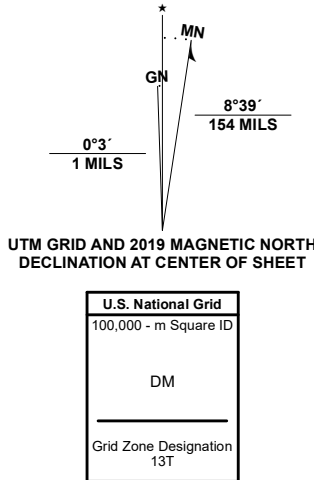 ★
MN
GN
8°39´
154 MILS
0°3´
1 MILS
UTM GRID AND 2019 MAGNETIC NORTH
DECLINATION AT CENTER OF SHEET
U.S. National Grid
100,000 - m Square ID
DM
Grid Zone Designation
13T